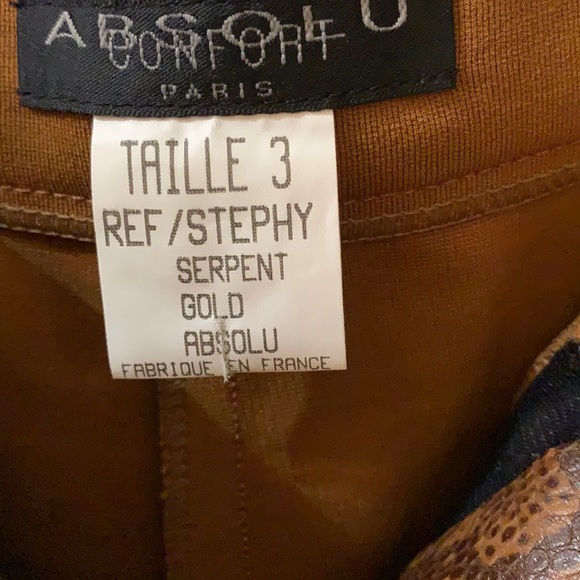 ABSOLU
CONFORT
PARIS
TAILLE 3
REF/STEPHY
SERPENT
GOLD
ABSOLU
FABRIQUE EN FRANCE